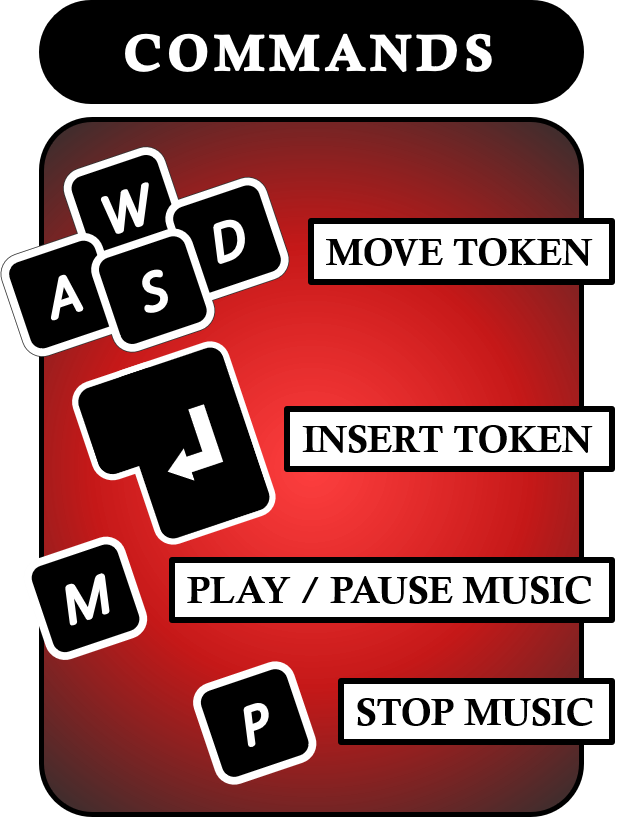 COMMANDS
W
A S D
MOVE TOKEN
INSERT TOKEN
M
PLAY / PAUSE MUSIC
P
STOP MUSIC